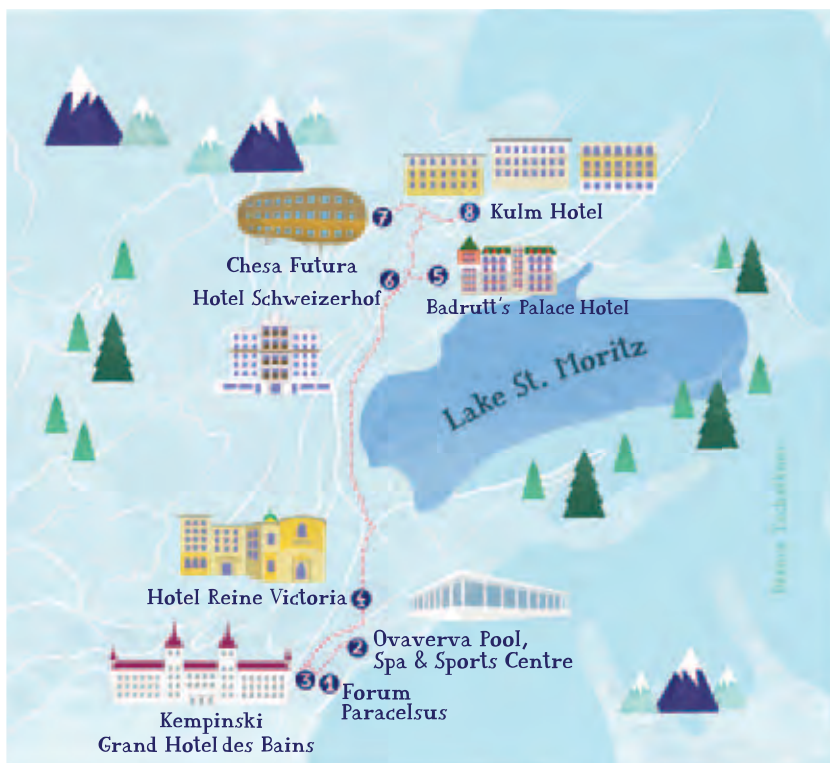 7
8
Kulm Hotel
Chesa Futura
6
5
Hotel Schweizerhof
Badrutt's Palace Hotel
Lake St. Moritz
Hotel Reine Victoria
4
2
Ovaverva Pool,
Spa & Sports Centre
3
1
Forum
Paracelsus
Kempinski
Grand Hotel des Bains